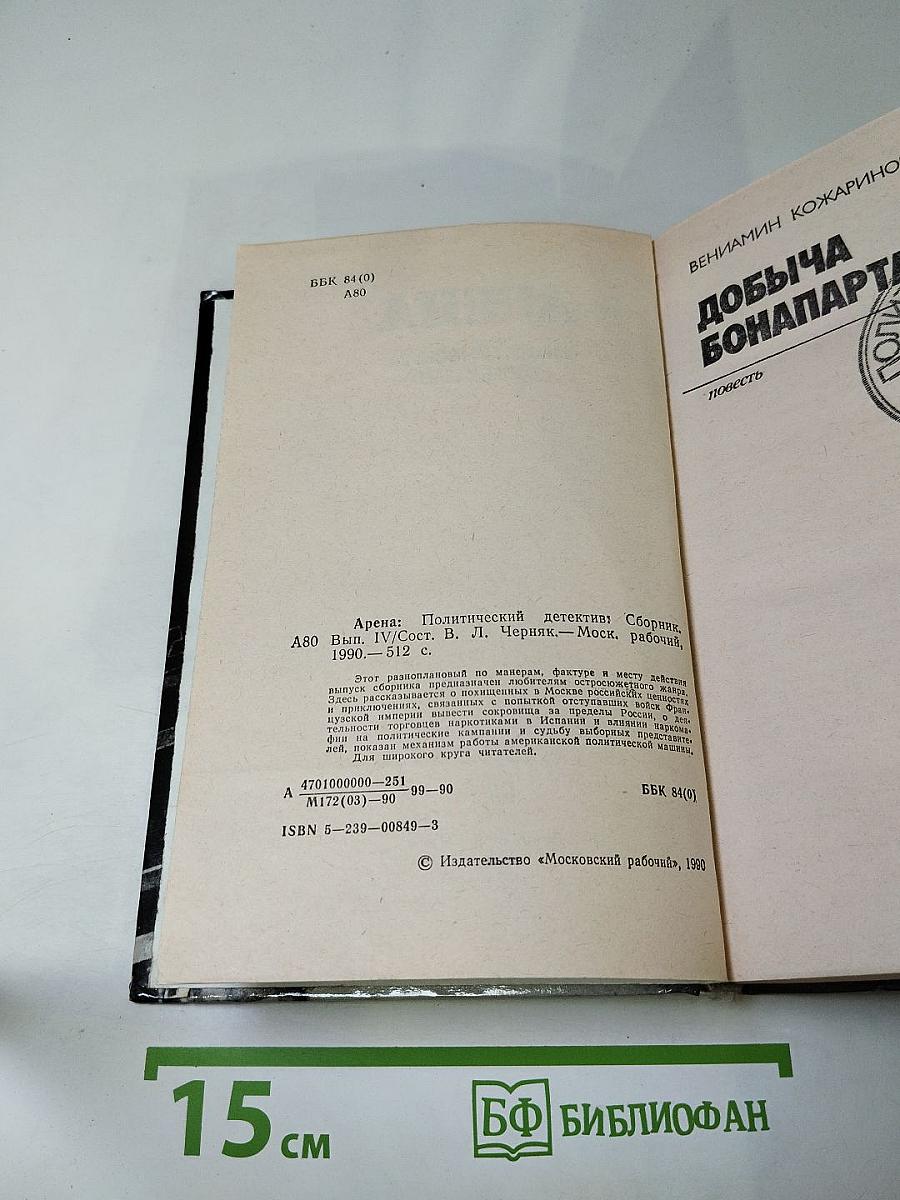 ББК 84(0)
А80
Арена: Политический детектив: Сборник.
А80 Вып. IV/Сост. В. Л. Черняк.— Моск. рабочий,
1990.— 512 с.
Этот разноплановый по манерам, фактуре и месту действия
выпуск сборника предназначен любителям остросюжетного жанра.
Здесь рассказывается о похищенных в Москве российских ценностях
и приключениях, связанных с попыткой отступавших войск Фран-
цузской империи вывести сокровища за пределы России, о дея-
тельности торговцев наркотиками в Испании и влиянии наркома-
фии на политические кампании и судьбу выборных представите-
лей, показан механизм работы американской политической машины.
Для широкого круга читателей.
А 4701000000—251
М172(03)—90 99—90
ББК 84(0)
ISBN 5—239—00849—3
© Издательство «Московский рабочий», 1990
ВЕНИАМИН КОЖАРИНОВ
ДОБЫЧА
БОНАПАРТА
повесть
15 см
БФ БИБЛИОФАН